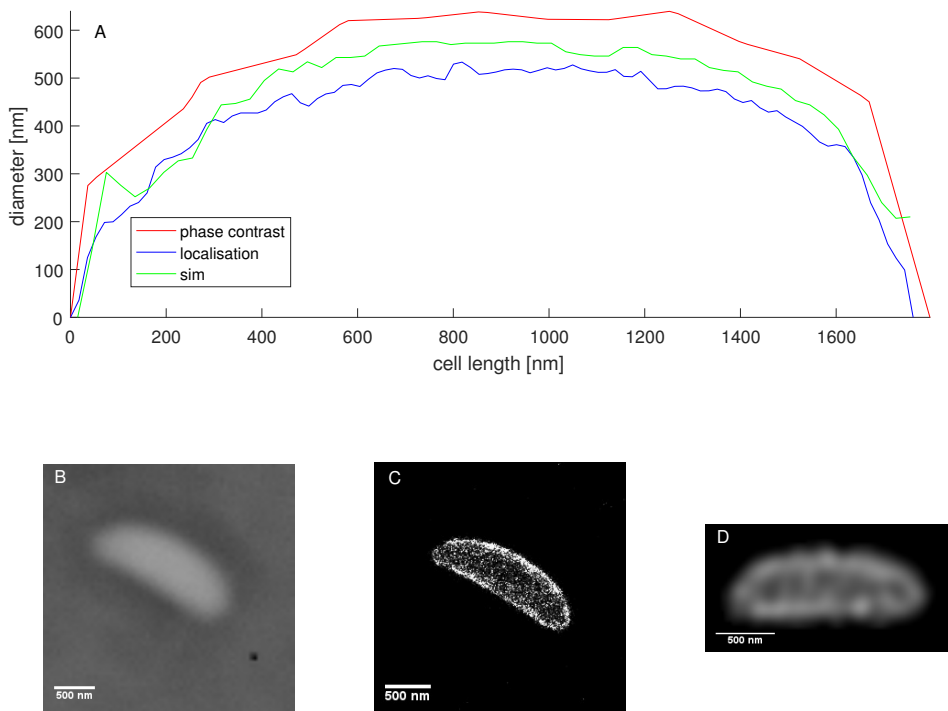 A
600
500
400
300
200
100
0
diameter [nm]
phase contrast
localisation
sim
0 200 400 600 800 1000 1200 1400 1600
cell length [nm]
B
500 nm
C
500 nm
D
500 nm